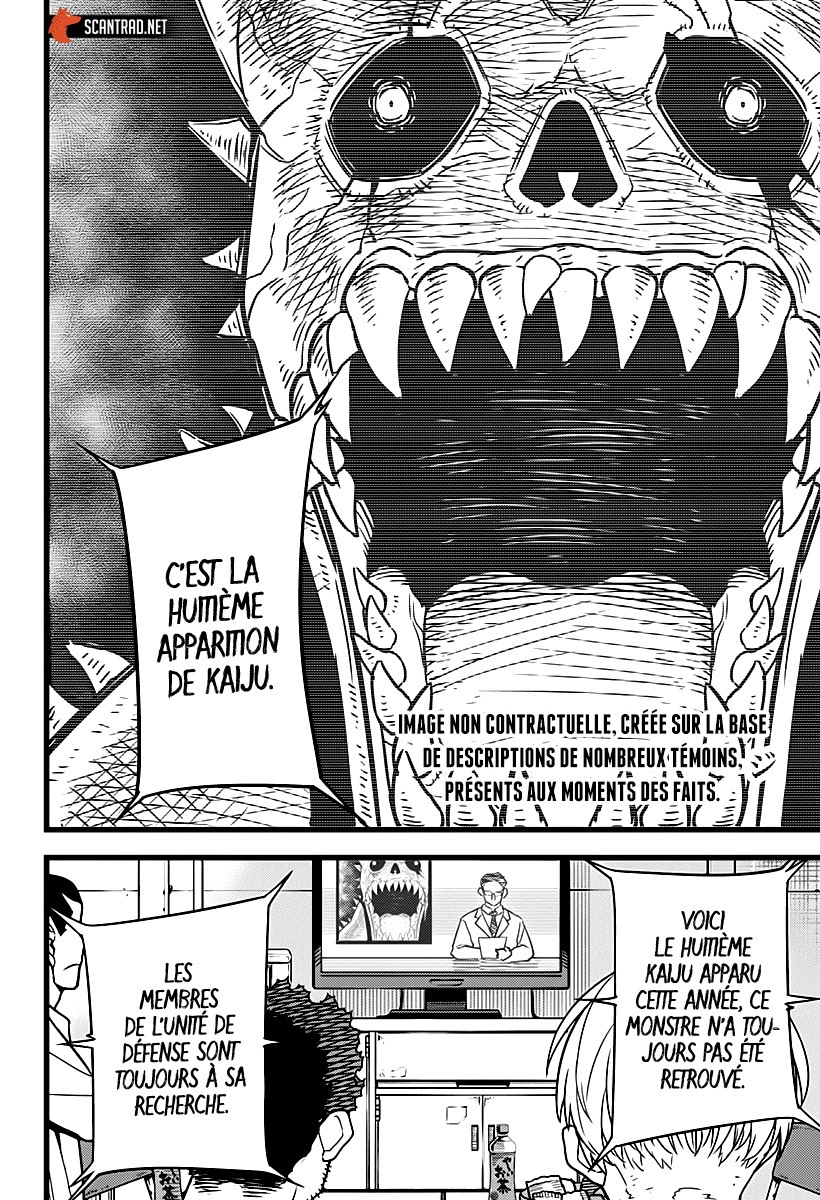 SCANTRAD.NET
C'EST LA
HUITIÈME
APPARITION
DE KAIJU.
IMAGE NON CONTRACTUELLE, CRÉÉE SUR LA BASE
DE DESCRIPTIONS DE NOMBREUX TÉMOINS,
PRÉSENTS AUX MOMENTS DES FAITS.
VOICI
LE HUITIÈME
KAIJU APPARU
CETTE ANNÉE, CE
MONSTRE N'A TOU-
JOURS PAS ÉTÉ
RETROUVÉ.
LES
MEMBRES
DE L'UNITÉ DE
DÉFENSE SONT
TOUJOURS À SA
RECHERCHE.